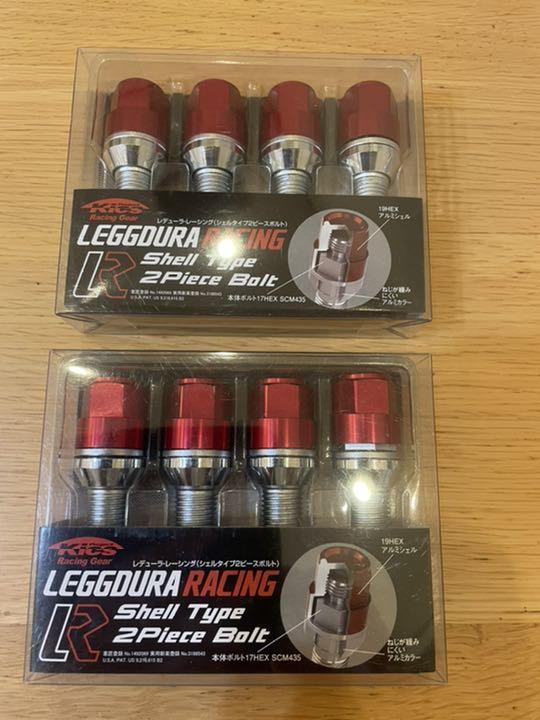 KICS
Racing Gear
レデューラ・レーシング(シェルタイプ2ピースボルト)
LEGGDURA RACING
Shell Type
2Piece Bolt
19HEX
アルミシェル
本体ボルト17HEX SCM435
ねじが緩み
にくい
アルミカラー
KICS
Racing Gear
レデューラ・レーシング(シェルタイプ2ピースボルト)
LEGGDURA RACING
Shell Type
2Piece Bolt
19HEX
アルミシェル
本体ボルト17HEX SCM435
ねじが緩み
にくい
アルミカラー